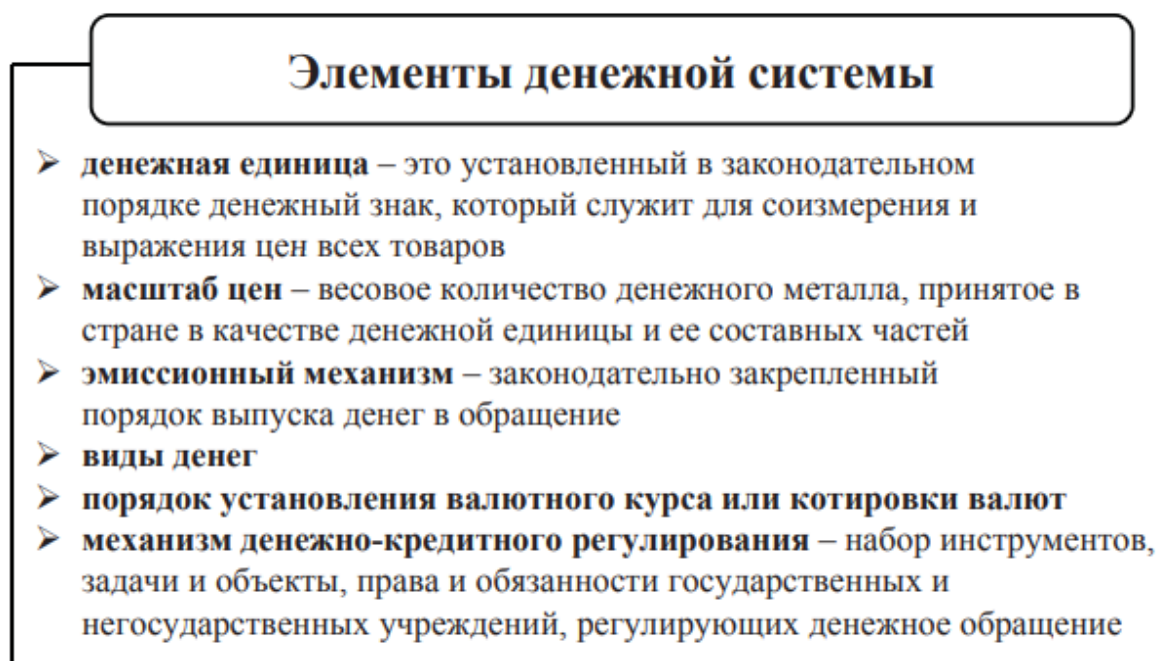 Элементы денежной системы
➢ денежная единица – это установленный в законодательном
порядке денежный знак, который служит для соизмерения и
выражения цен всех товаров
➢ масштаб цен – весовое количество денежного металла, принятое в
стране в качестве денежной единицы и ее составных частей
➢ эмиссионный механизм – законодательно закрепленный
порядок выпуска денег в обращение
➢ виды денег
➢ порядок установления валютного курса или котировки валют
➢ механизм денежно-кредитного регулирования – набор инструментов,
задачи и объекты, права и обязанности государственных и
негосударственных учреждений, регулирующих денежное обращение